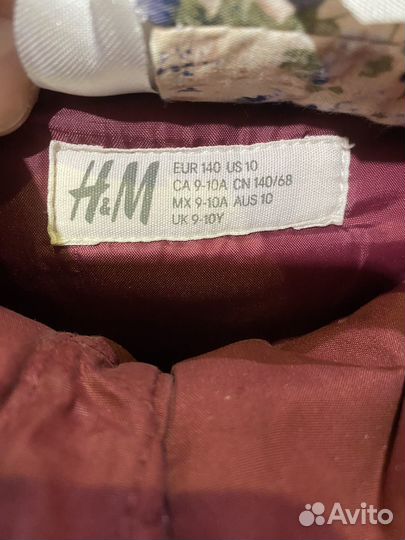 H&M
EUR 140 US 10
CA 9-10A CN 140/68
MX 9-10A AUS 10
UK 9-10Y
Avito